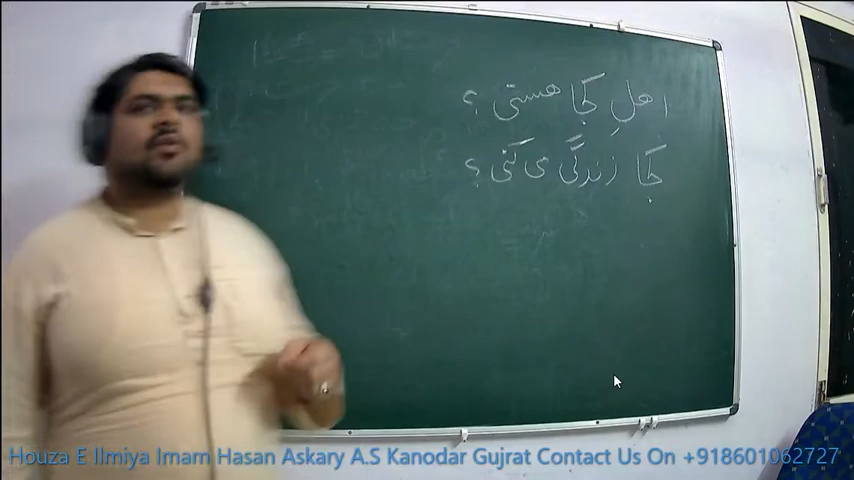 اهلِ کجا هستی ؟
کجا زندگی می کنی ؟
Houza E Ilmiya Imam Hasan Askary A.S Kanodar Gujrat Contact Us On +918601062727